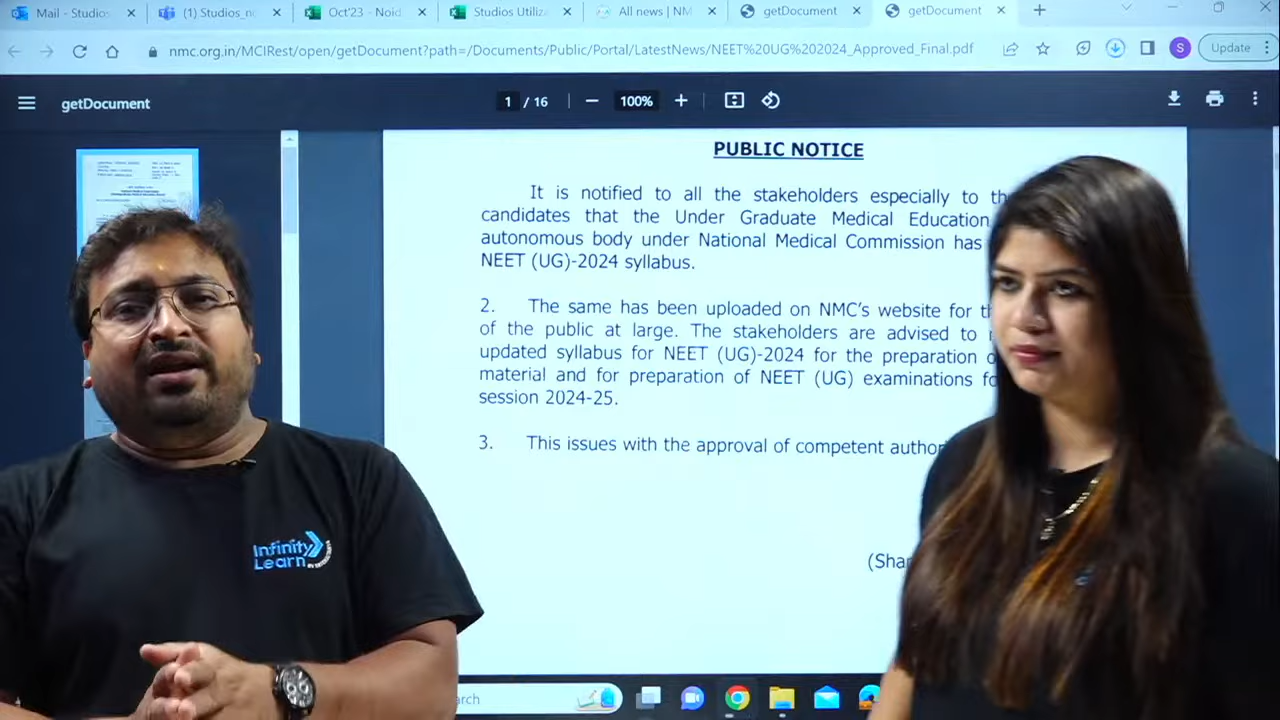 Mail - Studios
(1) Studios_n
Oct'23 - Noid
Studios Utiliz
All news | NM
getDocument
getDocument
nmc.org.in/MCIRest/open/getDocument?path=/Documents/Public/Portal/LatestNews/NEET%20UG%202024_Approved_Final.pdf
S
Update
getDocument
1 / 16
100%
PUBLIC NOTICE
It is notified to all the stakeholders especially to th
candidates that the Under Graduate Medical Education
autonomous body under National Medical Commission has
NEET (UG)-2024 syllabus.
2. The same has been uploaded on NMC's website for th
of the public at large. The stakeholders are advised to
updated syllabus for NEET (UG)-2024 for the preparation o
material and for preparation of NEET (UG) examinations fo
session 2024-25.
3. This issues with the approval of competent author
(Shar
Infinity
Learn
arch